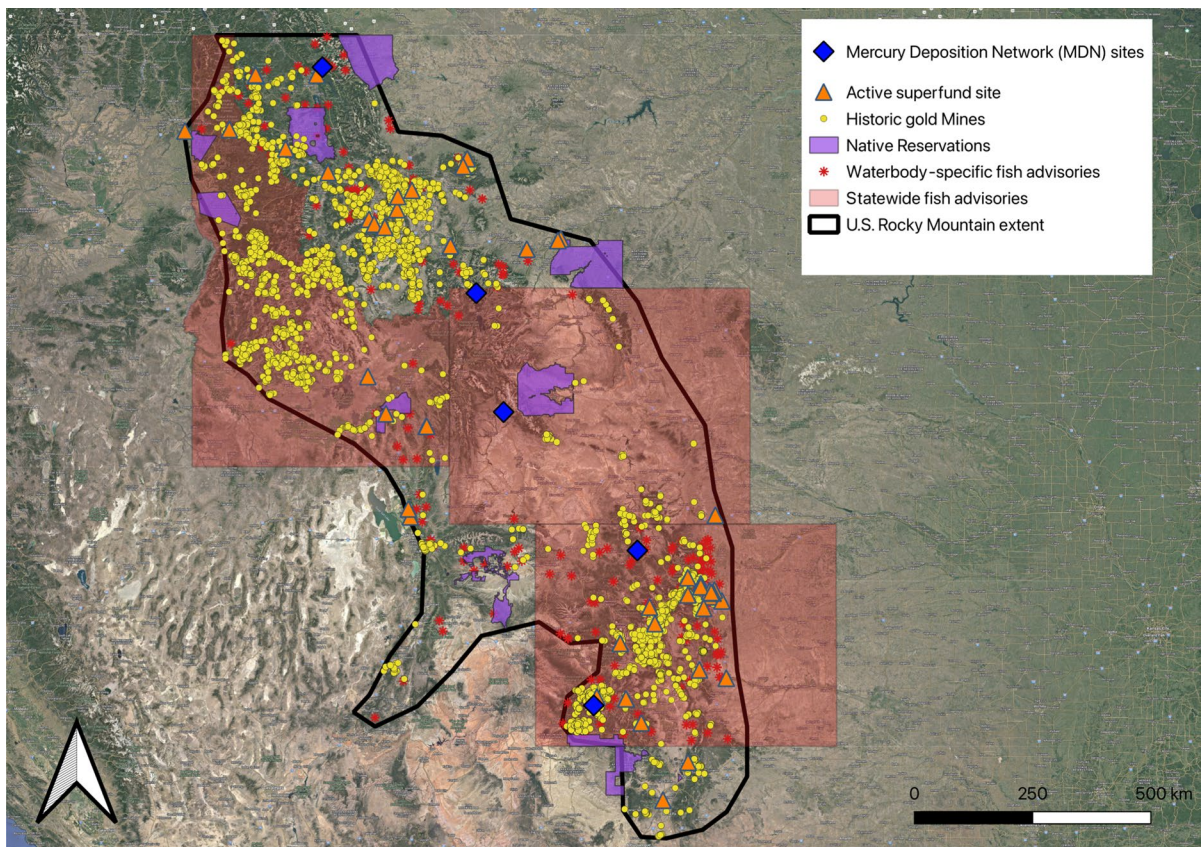 Mercury Deposition Network (MDN) sites
Active superfund site
Historic gold Mines
Native Reservations
Waterbody-specific fish advisories
Statewide fish advisories
U.S. Rocky Mountain extent
0 250 500 km